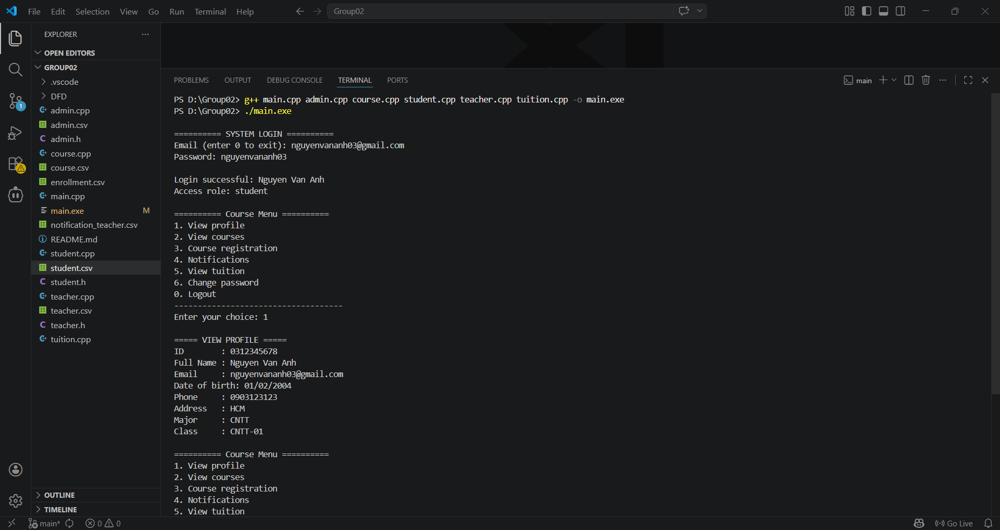 File Edit Selection View Go Run Terminal Help
Group02
EXPLORER
OPEN EDITORS
GROUP02
.vscode
DFD
admin.cpp
admin.csv
admin.h
course.cpp
course.csv
enrollment.csv
main.cpp
main.exe M
notification_teacher.csv
README.md
student.cpp
student.csv
student.h
teacher.cpp
teacher.csv
teacher.h
tuition.cpp
OUTLINE
TIMELINE
1
PROBLEMS OUTPUT DEBUG CONSOLE TERMINAL PORTS
main
PS D:\Group02> g++ main.cpp admin.cpp course.cpp student.cpp teacher.cpp tuition.cpp -o main.exe
PS D:\Group02> ./main.exe
========== SYSTEM LOGIN ==========
Email (enter 0 to exit): nguyenvananh03@gmail.com
Password: nguyenvananh03
Login successful: Nguyen Van Anh
Access role: student
========== Course Menu ==========
1. View profile
2. View courses
3. Course registration
4. Notifications
5. View tuition
6. Change password
0. Logout
------------------------------------
Enter your choice: 1
===== VIEW PROFILE =====
ID        : 0312345678
Full Name : Nguyen Van Anh
Email     : nguyenvananh03@gmail.com
Date of birth: 01/02/2004
Phone     : 0903123123
Address   : HCM
Major     : CNTT
Class     : CNTT-01
========== Course Menu ==========
1. View profile
2. View courses
3. Course registration
4. Notifications
5. View tuition
main* 0 0
Go Live